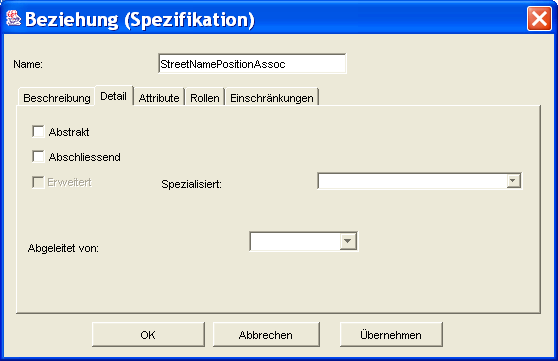 Beziehung (Spezifikation)
Name: StreetNamePositionAssoc
Beschreibung Detail Attribute Rollen Einschränkungen
Abstrakt
Abschliessend
Erweitert Spezialisiert:
Abgeleitet von:
OK Abbrechen Übernehmen